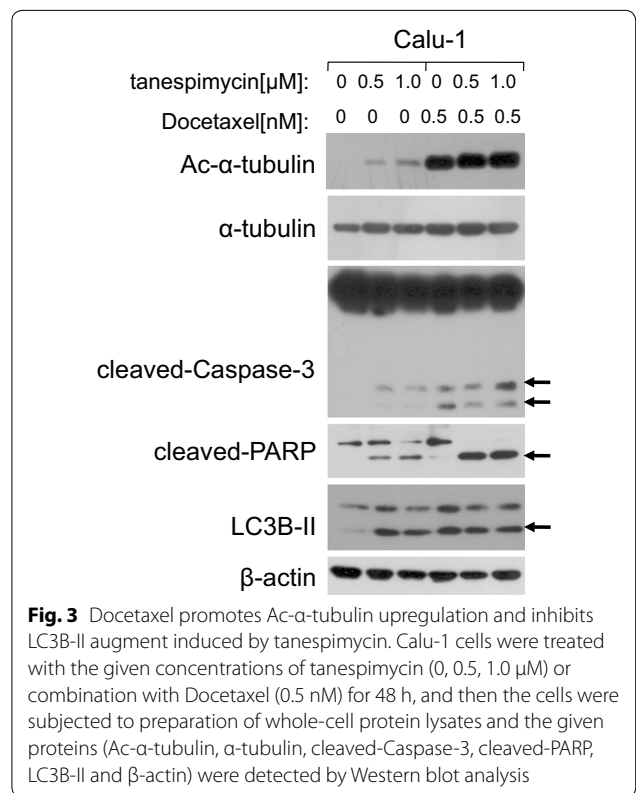 Calu-1
tanespimycin[µM]: 0 0.5 1.0 0 0.5 1.0
Docetaxel[nM]: 0 0 0 0.5 0.5 0.5
Ac-α-tubulin
α-tubulin
cleaved-Caspase-3
cleaved-PARP
LC3B-II
β-actin
Fig. 3 Docetaxel promotes Ac-α-tubulin upregulation and inhibits
LC3B-II augment induced by tanespimycin. Calu-1 cells were treated
with the given concentrations of tanespimycin (0, 0.5, 1.0 µM) or
combination with Docetaxel (0.5 nM) for 48 h, and then the cells were
subjected to preparation of whole-cell protein lysates and the given
proteins (Ac-α-tubulin, α-tubulin, cleaved-Caspase-3, cleaved-PARP,
LC3B-II and β-actin) were detected by Western blot analysis